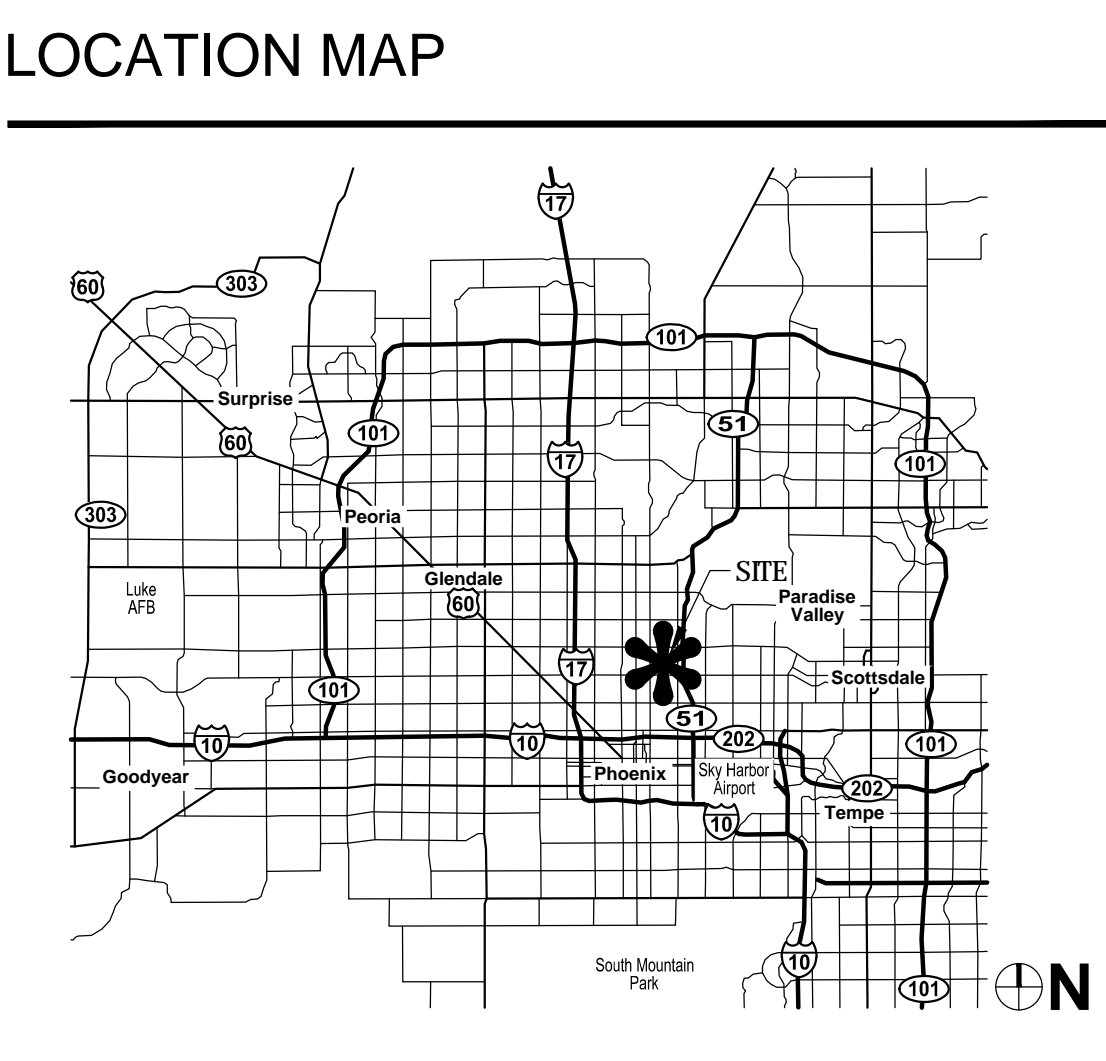 LOCATION MAP
17
60
303
101
Surprise
51
101
60
17
101
303
Peoria
SITE
Glendale
Luke
AFB
60
Paradise
Valley
17
Scottsdale
101
51
10
10
202
101
Goodyear
Phoenix
Sky Harbor
Airport
202
Tempe
10
10
South Mountain
Park
101
N